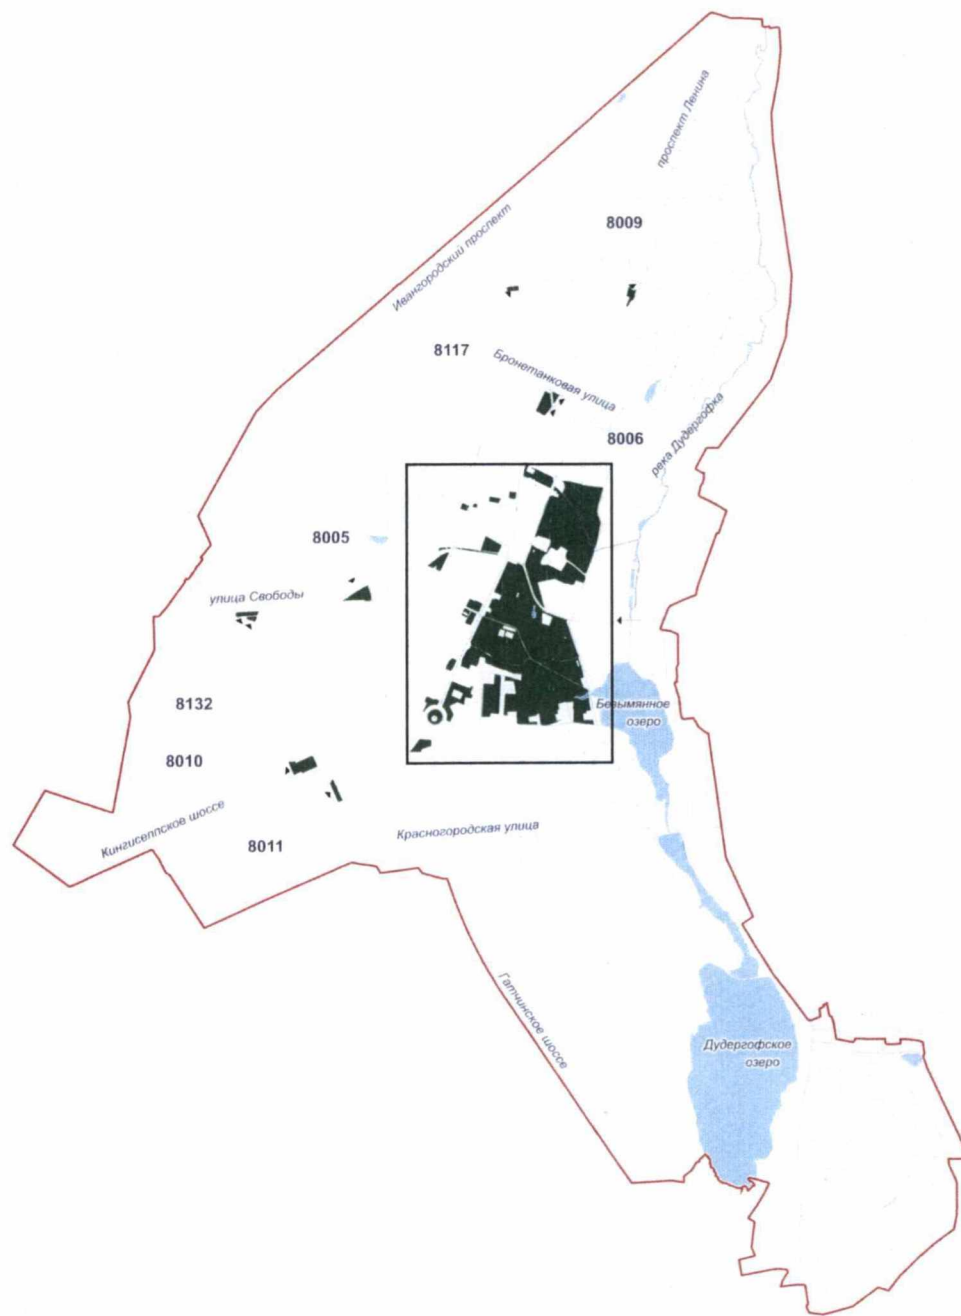 проспект Ленина
8009
Ивангородский проспект
8117
Бронетанковая улица
8006
река Дудергофка
8005
улица Свободы
8132
Безымянное
озеро
8010
Кингисеппское шоссе
Красногородская улица
8011
Гатчинское шоссе
Дудергофское
озеро